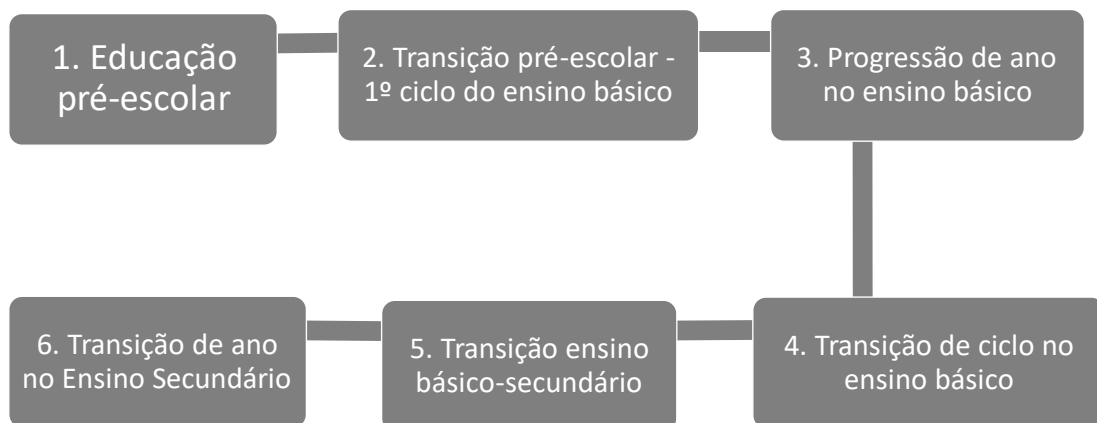 1. Educação
pré-escolar
2. Transição pré-escolar -
1º ciclo do ensino básico
3. Progressão de ano
no ensino básico
4. Transição de ciclo no
ensino básico
5. Transição ensino
básico-secundário
6. Transição de ano
no Ensino Secundário